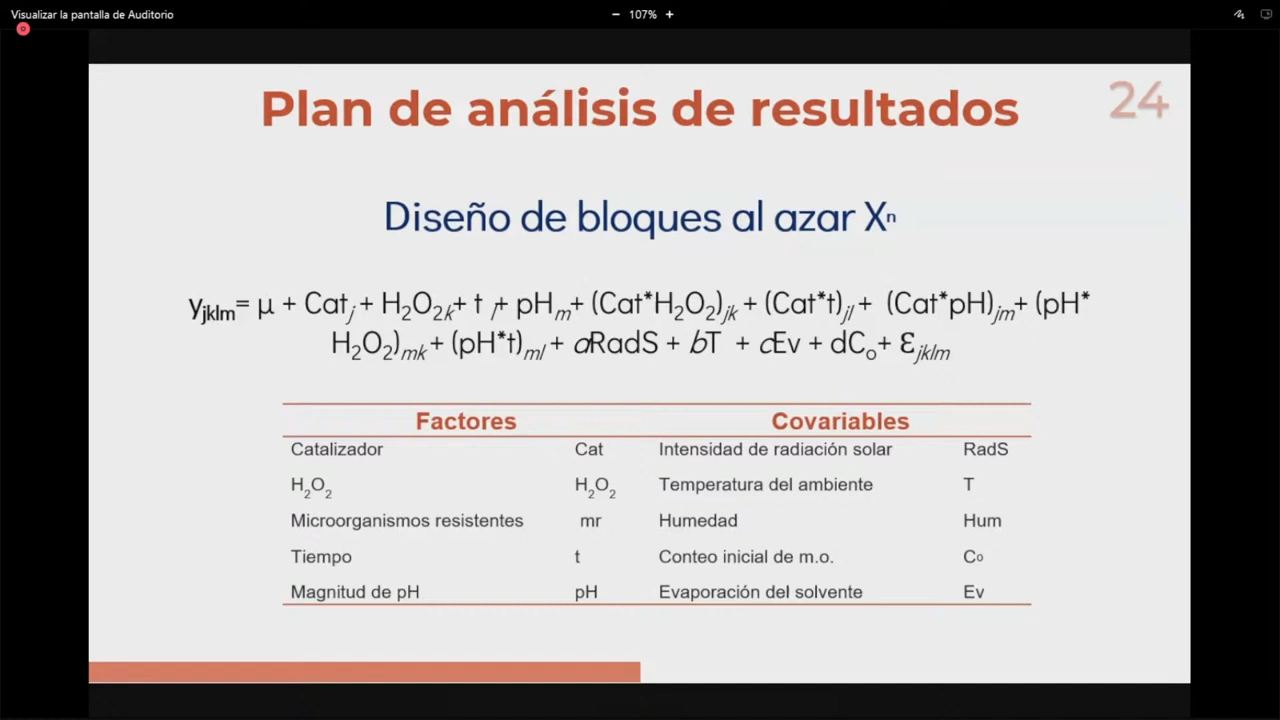 Visualizar la pantalla de Auditorio
− 107% +
Plan de análisis de resultados
24
Diseño de bloques al azar Xⁿ
yjklm= μ + Catj + H₂O₂k+ t l+ pHm+ (Cat*H₂O₂)jk + (Cat*t)jl + (Cat*pH)jm+ (pH*
H₂O₂)mk + (pH*t)ml + aRadS + bT + cEv + dCo+ Ɛjklm
Factores Covariables
Catalizador Cat Intensidad de radiación solar RadS
H₂O₂ H₂O₂ Temperatura del ambiente T
Microorganismos resistentes mr Humedad Hum
Tiempo t Conteo inicial de m.o. Co
Magnitud de pH pH Evaporación del solvente Ev